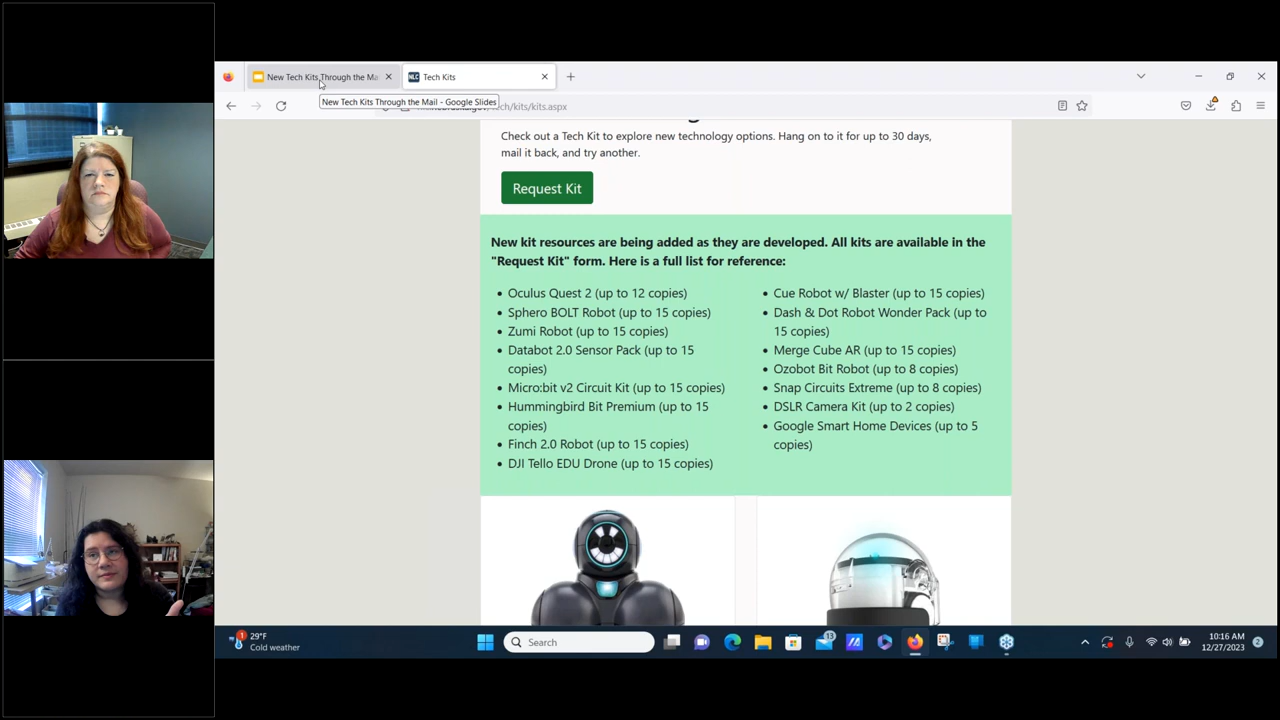 New Tech Kits Through the Ma
NLC Tech Kits
New Tech Kits Through the Mail - Google Slides
/tech/kits/kits.aspx
Check out a Tech Kit to explore new technology options. Hang on to it for up to 30 days,
mail it back, and try another.
Request Kit
New kit resources are being added as they are developed. All kits are available in the
"Request Kit" form. Here is a full list for reference:
• Oculus Quest 2 (up to 12 copies)
• Sphero BOLT Robot (up to 15 copies)
• Zumi Robot (up to 15 copies)
• Databot 2.0 Sensor Pack (up to 15
copies)
• Micro:bit v2 Circuit Kit (up to 15 copies)
• Hummingbird Bit Premium (up to 15
copies)
• Finch 2.0 Robot (up to 15 copies)
• DJI Tello EDU Drone (up to 15 copies)
• Cue Robot w/ Blaster (up to 15 copies)
• Dash & Dot Robot Wonder Pack (up to
15 copies)
• Merge Cube AR (up to 15 copies)
• Ozobot Bit Robot (up to 8 copies)
• Snap Circuits Extreme (up to 8 copies)
• DSLR Camera Kit (up to 2 copies)
• Google Smart Home Devices (up to 5
copies)
1
29°F
Cold weather
Search
13
10:16 AM
12/27/2023
2